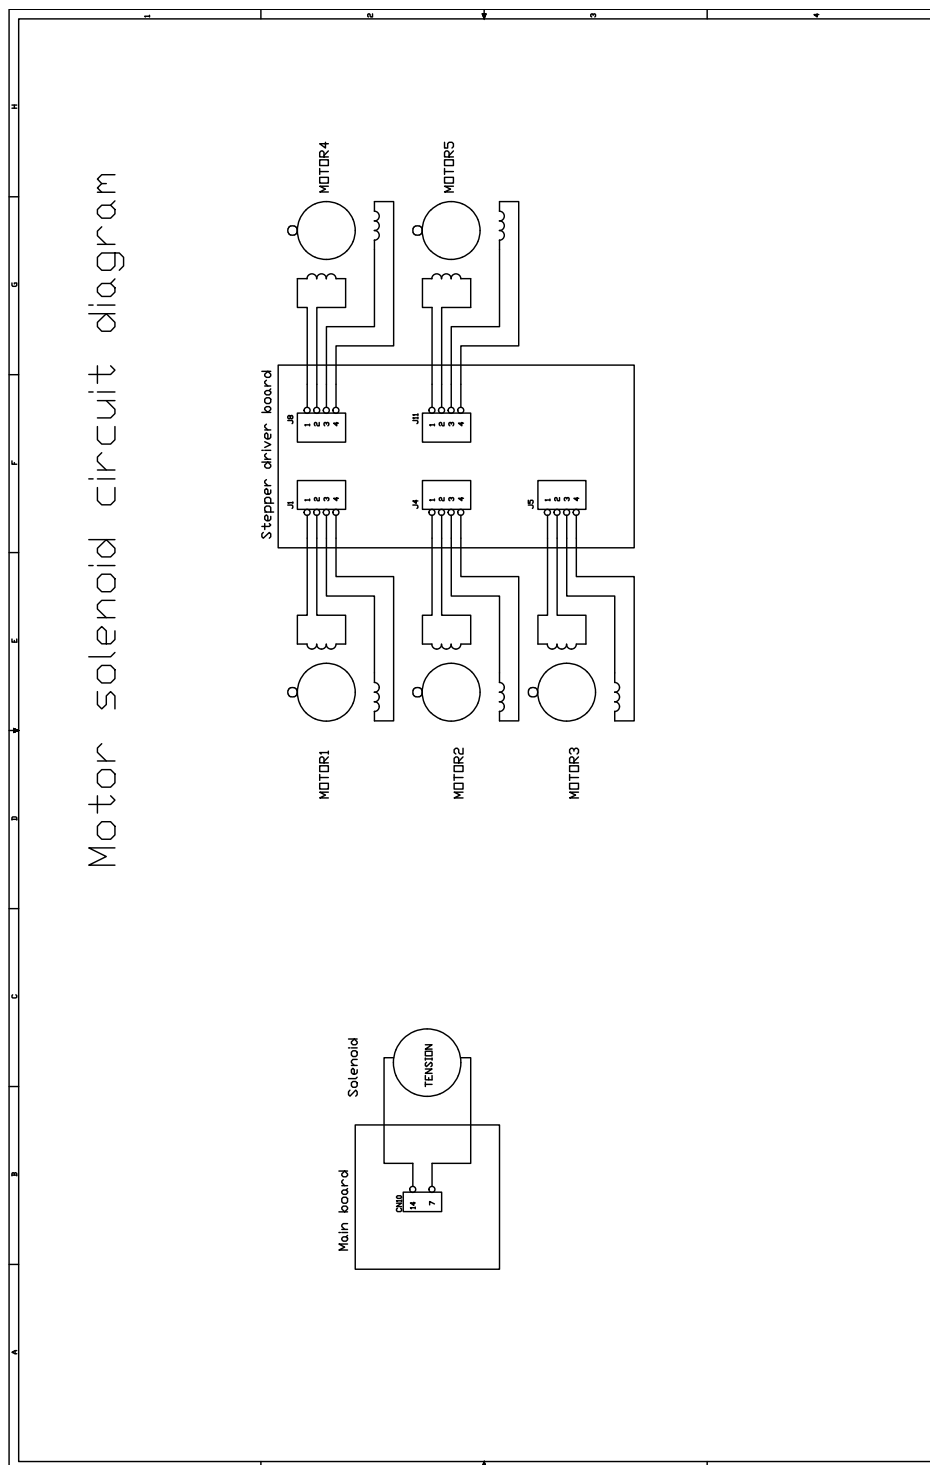 Motor solenoid circuit diagram
1
2
3
4
A
B
C
D
E
F
G
H
Main board
CN10
14
7
Solenoid
TENSION
Stepper driver board
MOTOR1
J1
1
2
3
4
MOTOR2
J4
1
2
3
4
MOTOR3
J5
1
2
3
4
J8
1
2
3
4
MOTOR4
J11
1
2
3
4
MOTOR5